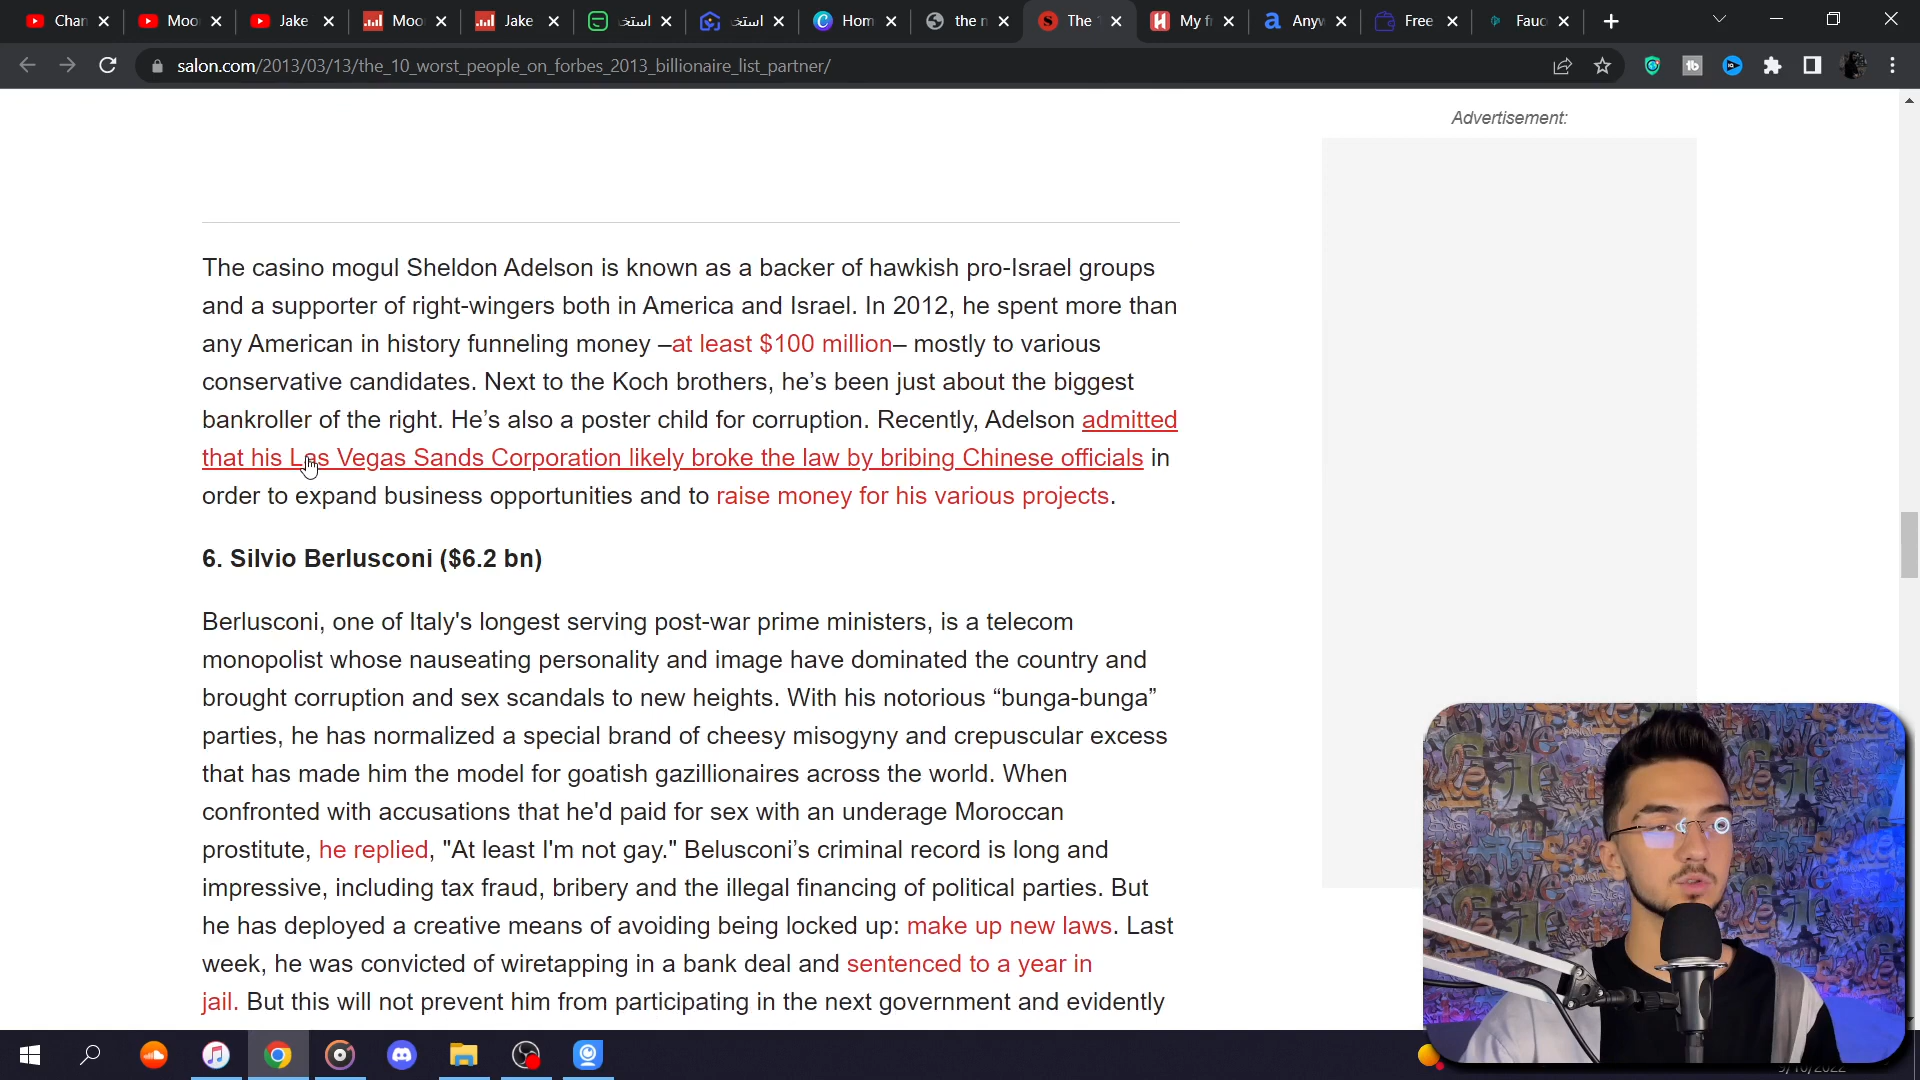 Chan
Moo
Jake
Moo
Jake
استخ
استخ
Hom
the n
The
My f
Any
Free
Fauc
salon.com/2013/03/13/the_10_worst_people_on_forbes_2013_billionaire_list_partner/
Advertisement:
The casino mogul Sheldon Adelson is known as a backer of hawkish pro-Israel groups
and a supporter of right-wingers both in America and Israel. In 2012, he spent more than
any American in history funneling money –at least $100 million– mostly to various
conservative candidates. Next to the Koch brothers, he’s been just about the biggest
bankroller of the right. He’s also a poster child for corruption. Recently, Adelson admitted
that his Las Vegas Sands Corporation likely broke the law by bribing Chinese officials in
order to expand business opportunities and to raise money for his various projects.
6. Silvio Berlusconi ($6.2 bn)
Berlusconi, one of Italy's longest serving post-war prime ministers, is a telecom
monopolist whose nauseating personality and image have dominated the country and
brought corruption and sex scandals to new heights. With his notorious “bunga-bunga”
parties, he has normalized a special brand of cheesy misogyny and crepuscular excess
that has made him the model for goatish gazillionaires across the world. When
confronted with accusations that he'd paid for sex with an underage Moroccan
prostitute, he replied, "At least I'm not gay." Belusconi’s criminal record is long and
impressive, including tax fraud, bribery and the illegal financing of political parties. But
he has deployed a creative means of avoiding being locked up: make up new laws. Last
week, he was convicted of wiretapping in a bank deal and sentenced to a year in
jail. But this will not prevent him from participating in the next government and evidently